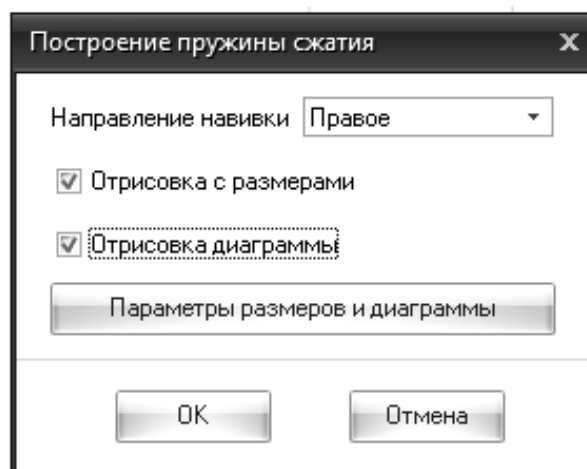 Построение пружины сжатия
Направление навивки Правое
Отрисовка с размерами
Отрисовка диаграммы
Параметры размеров и диаграммы
OK Отмена